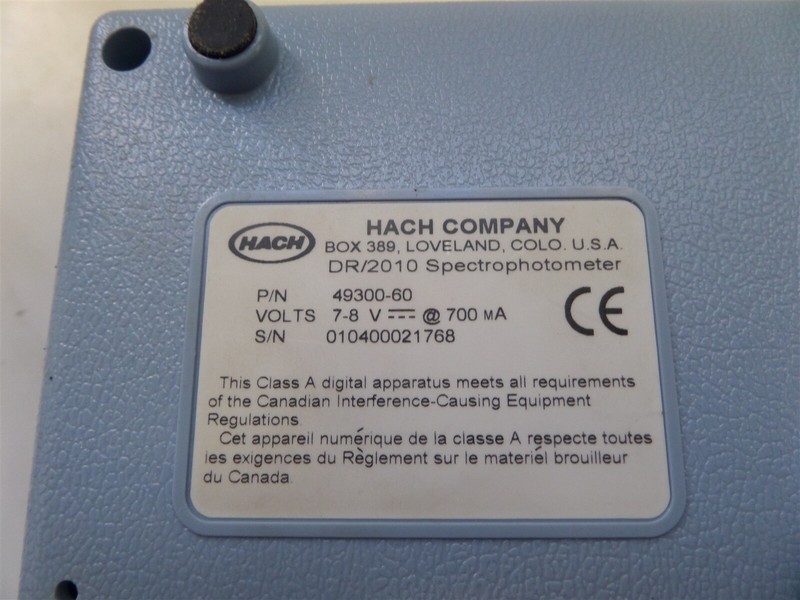 HACH
HACH COMPANY
BOX 389, LOVELAND, COLO. U.S.A.
DR/2010 Spectrophotometer
P/N 49300-60
VOLTS 7-8 V ⎓ @ 700 MA
S/N 010400021768
CE
This Class A digital apparatus meets all requirements
of the Canadian Interference-Causing Equipment
Regulations.
Cet appareil numérique de la classe A respecte toutes
les exigences du Règlement sur le matériel brouilleur
du Canada.